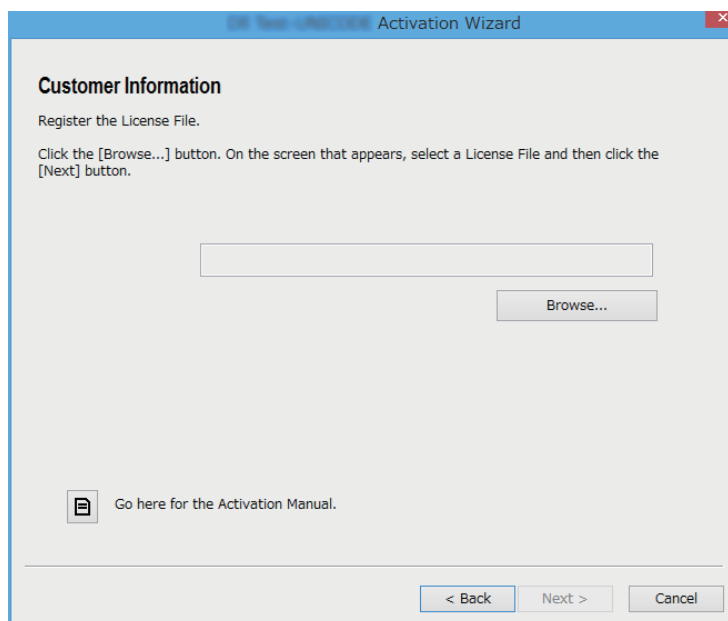 Activation Wizard
Customer Information
Register the License File.
Click the [Browse...] button. On the screen that appears, select a License File and then click the
[Next] button.
Browse...
Go here for the Activation Manual.
< Back
Next >
Cancel